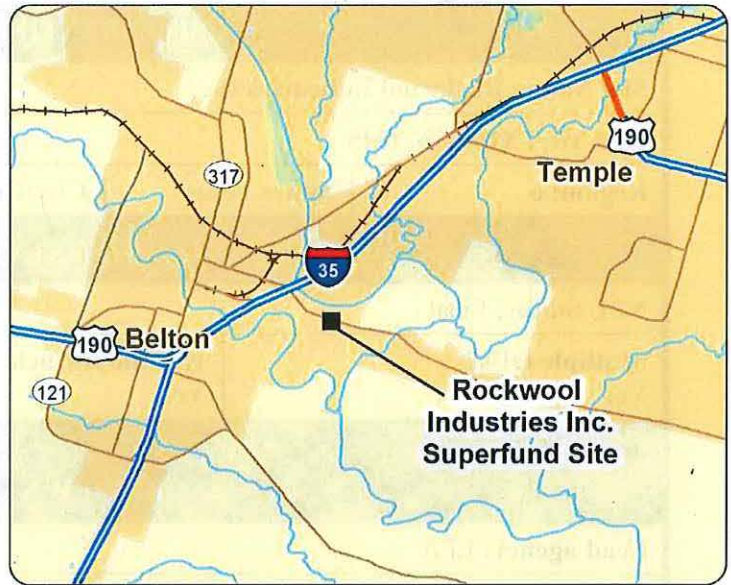 317
190
Temple
35
190
Belton
121
Rockwool
Industries Inc.
Superfund Site